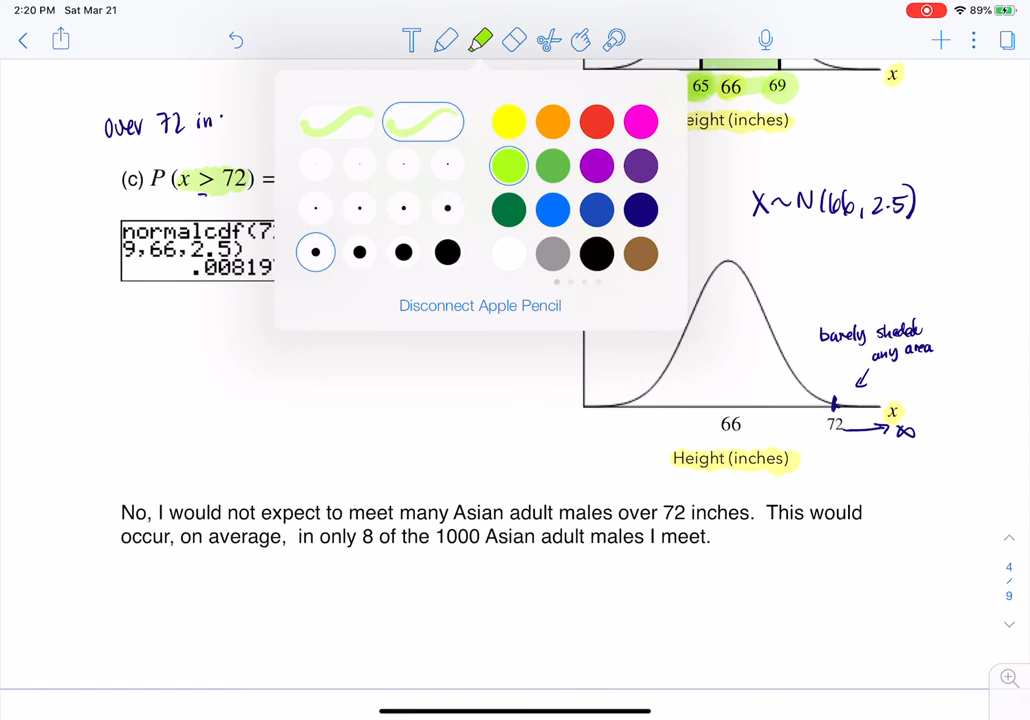 2:20 PM Sat Mar 21
89%
T
65 66 69
x
eight (inches)
over 72 in.
(c) P (x > 72) =
X~N(66, 2.5)
normalcdf(7
9,66,2.5)
.00819
Disconnect Apple Pencil
barely shaded
any area
x
66
72
∞
Height (inches)
No, I would not expect to meet many Asian adult males over 72 inches. This would
occur, on average, in only 8 of the 1000 Asian adult males I meet.
4
/
9